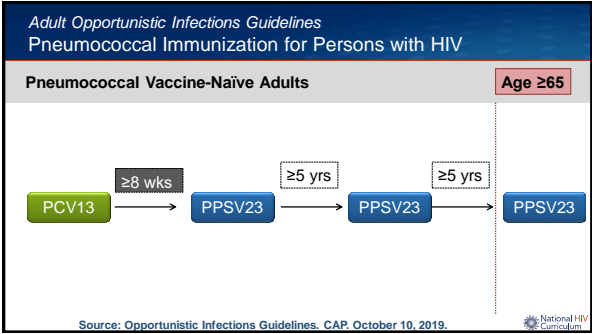 Adult Opportunistic Infections Guidelines
Pneumococcal Immunization for Persons with HIV
Pneumococcal Vaccine-Naïve Adults
Age ≥65
≥8 wks
≥5 yrs
≥5 yrs
PCV13
PPSV23
PPSV23
PPSV23
Source: Opportunistic Infections Guidelines. CAP. October 10, 2019.
National HIV
Curriculum